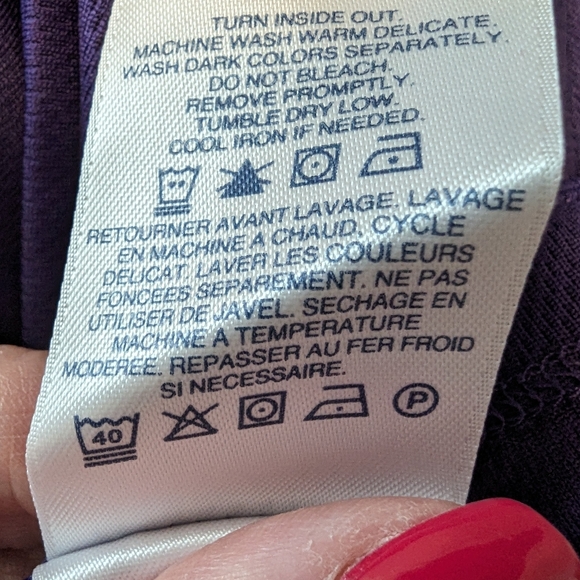 TURN INSIDE OUT.
MACHINE WASH WARM DELICATE.
WASH DARK COLORS SEPARATELY.
DO NOT BLEACH.
REMOVE PROMPTLY.
TUMBLE DRY LOW.
COOL IRON IF NEEDED.
RETOURNER AVANT LAVAGE. LAVAGE
EN MACHINE À CHAUD, CYCLE
DÉLICAT. LAVER LES COULEURS
FONCEES SEPAREMENT. NE PAS
UTILISER DE JAVEL. SECHAGE EN
MACHINE À TEMPERATURE
MODEREE. REPASSER AU FER FROID
SI NECESSAIRE.
40 P